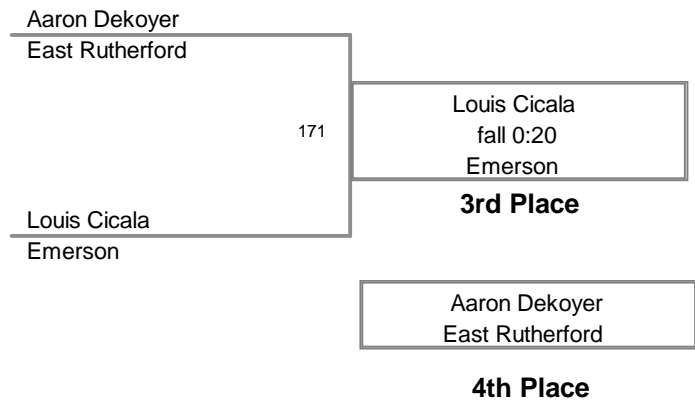 Aaron Dekoyer
East Rutherford
171
Louis Cicala
fall 0:20
Emerson
3rd Place
Louis Cicala
Emerson
Aaron Dekoyer
East Rutherford
4th Place